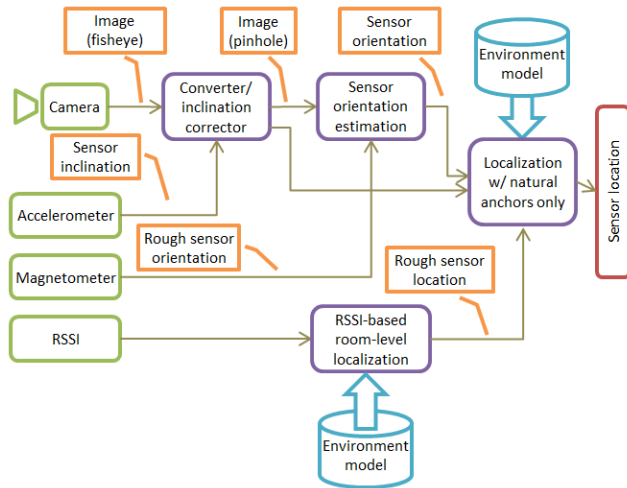 Image
(fisheye)
Image
(pinhole)
Sensor
orientation
Environment
model
Camera
Converter/
inclination
corrector
Sensor
orientation
estimation
Sensor
inclination
Localization
w/ natural
anchors only
Sensor location
Accelerometer
Rough sensor
orientation
Rough sensor
location
Magnetometer
RSSI
RSSI-based
room-level
localization
Environment
model